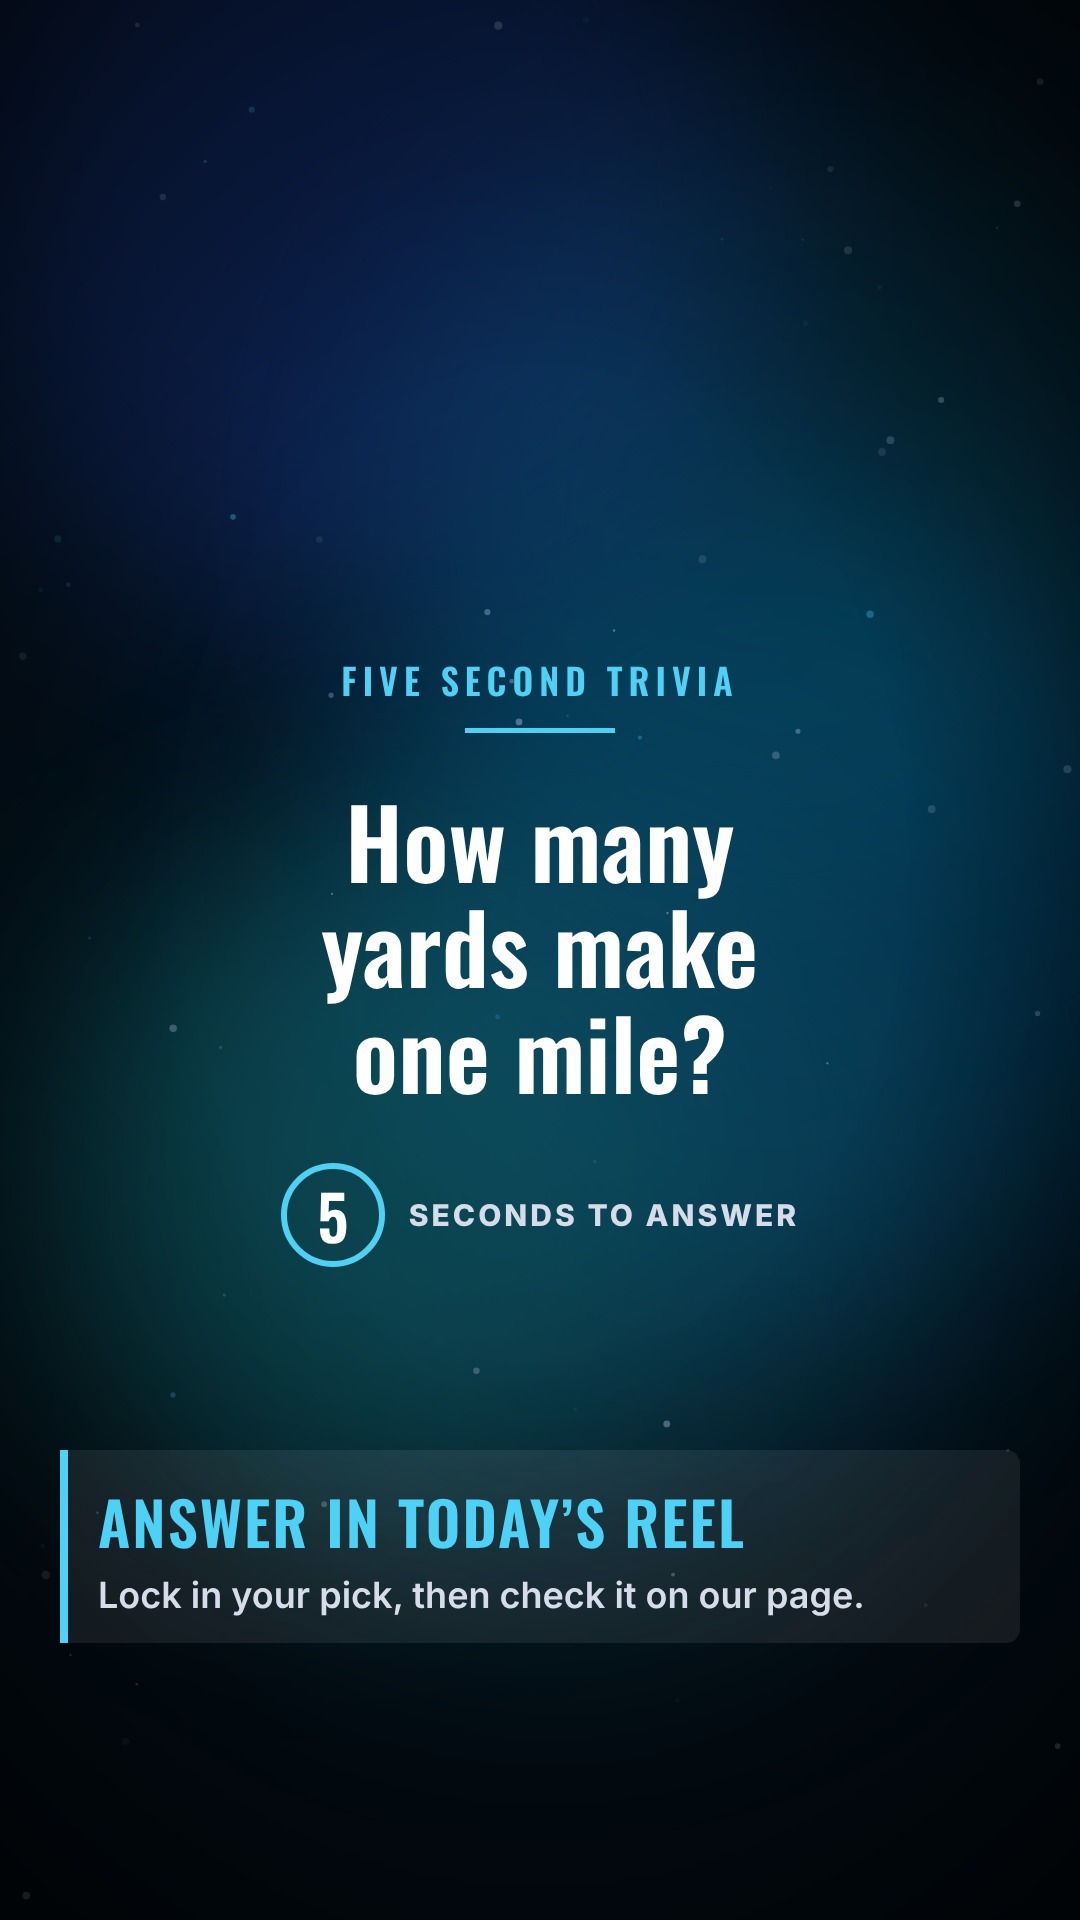 FIVE SECOND TRIVIA
How many
yards make
one mile?
5 SECONDS TO ANSWER
ANSWER IN TODAY’S REEL
Lock in your pick, then check it on our page.